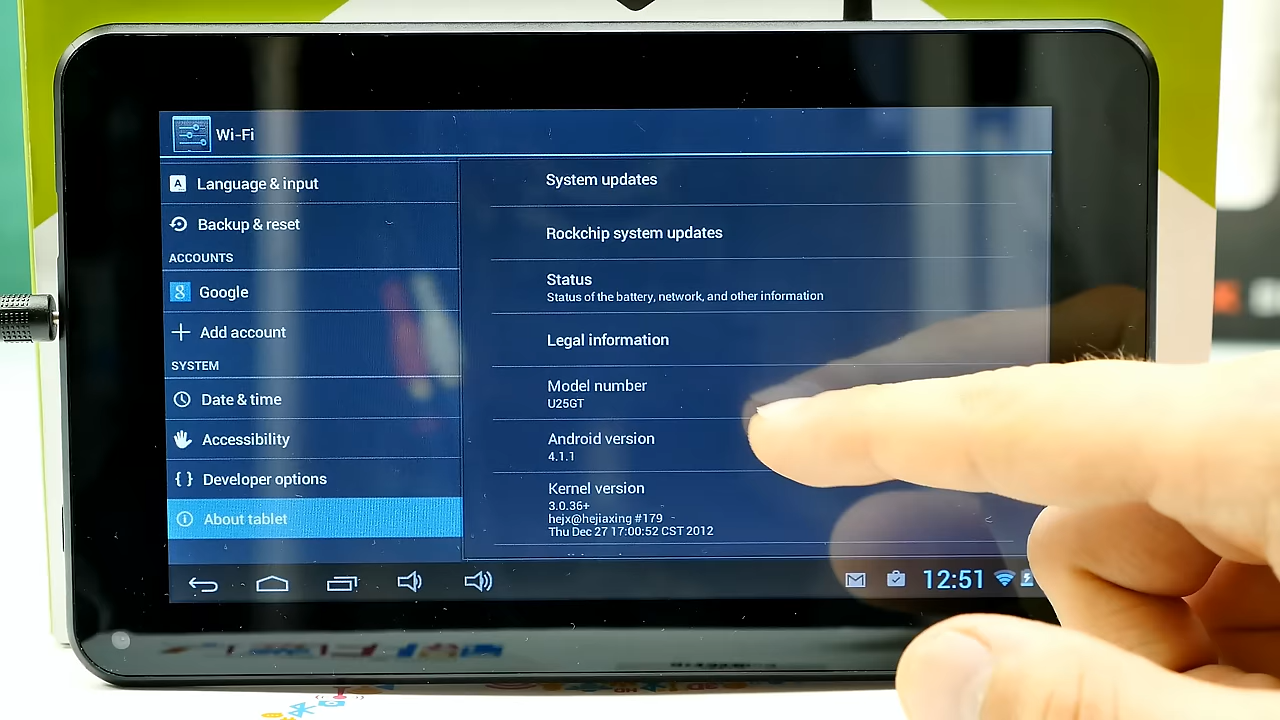 Wi-Fi
Language & input
Backup & reset
ACCOUNTS
Google
Add account
SYSTEM
Date & time
Accessibility
Developer options
About tablet
System updates
Rockchip system updates
Status
Status of the battery, network, and other information
Legal information
Model number
U25GT
Android version
4.1.1
Kernel version
3.0.36+
hejx@hejiaxing #179
Thu Dec 27 17:00:52 CST 2012
12:51